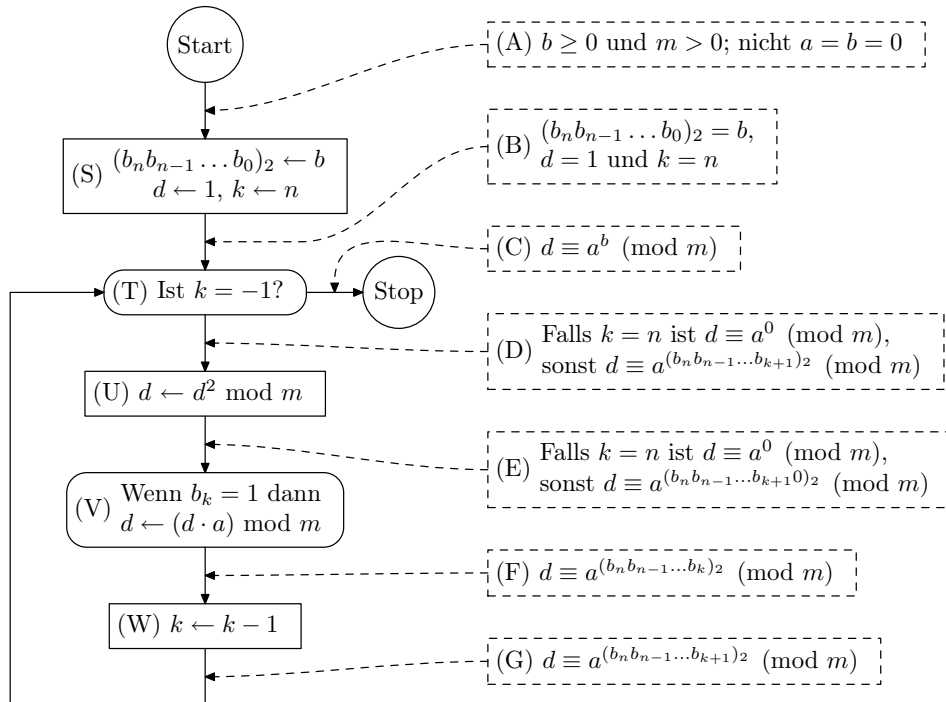 Start
(A) b ≥ 0 und m > 0; nicht a = b = 0
(S) (bₙbₙ₋₁ … b₀)₂ ← b
d ← 1, k ← n
(B) (bₙbₙ₋₁ … b₀)₂ = b,
d = 1 und k = n
(C) d ≡ a^b (mod m)
(T) Ist k = −1?
Stop
(D) Falls k = n ist d ≡ a^0 (mod m),
sonst d ≡ a^{(bₙbₙ₋₁…bₖ₊₁)₂} (mod m)
(U) d ← d² mod m
(E) Falls k = n ist d ≡ a^0 (mod m),
sonst d ≡ a^{(bₙbₙ₋₁…bₖ₊₁0)₂} (mod m)
(V) Wenn bₖ = 1 dann
d ← (d · a) mod m
(F) d ≡ a^{(bₙbₙ₋₁…bₖ)₂} (mod m)
(W) k ← k − 1
(G) d ≡ a^{(bₙbₙ₋₁…bₖ₊₁)₂} (mod m)